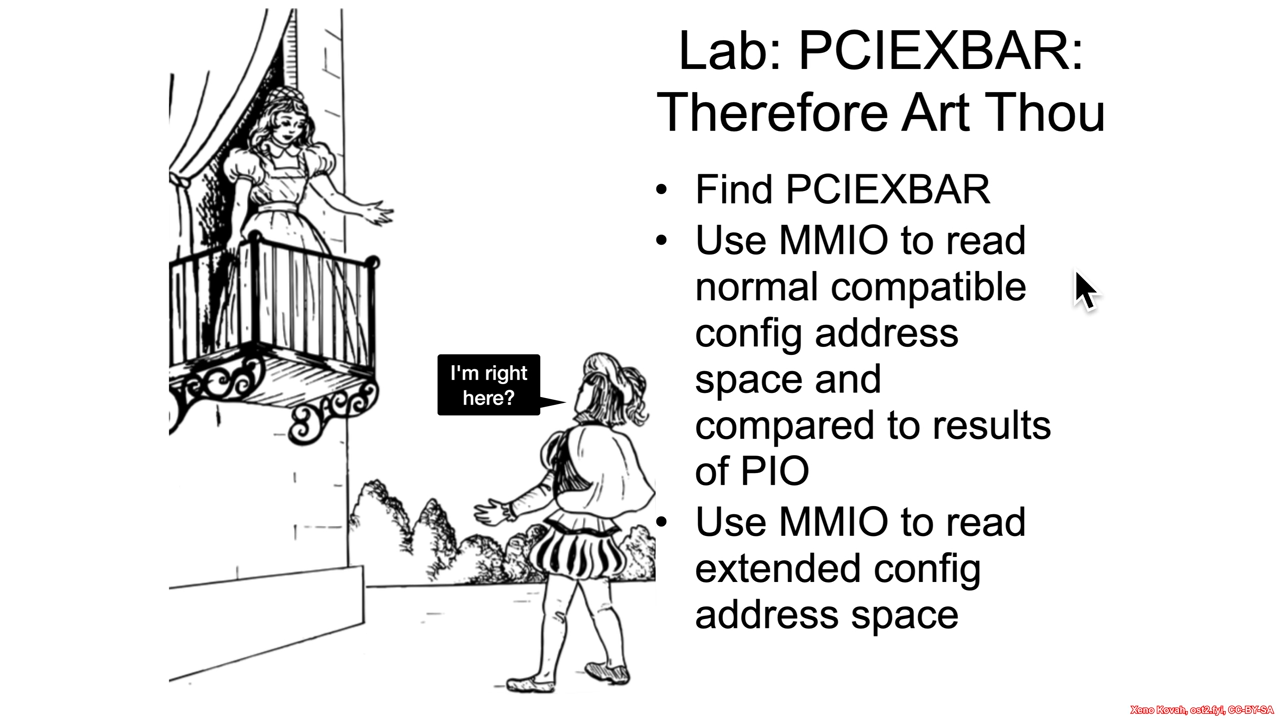 Lab: PCIEXBAR:
Therefore Art Thou
• Find PCIEXBAR
• Use MMIO to read
normal compatible
config address
space and
compared to results
of PIO
• Use MMIO to read
extended config
address space
I'm right
here?
Xeno Kovah, ost2.fyi, CC-BY-SA